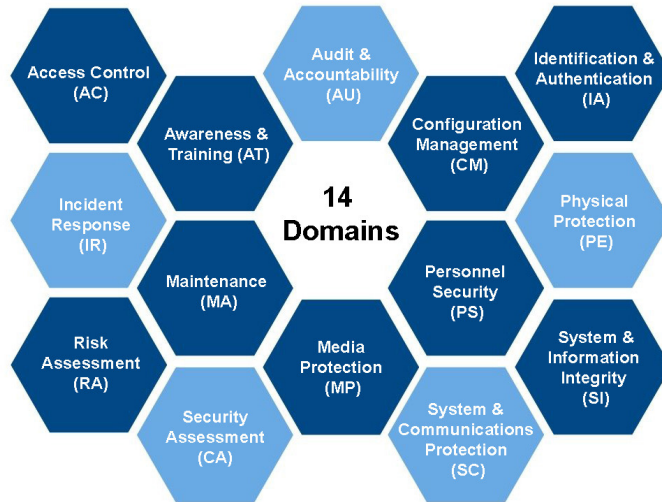 Access Control
(AC)
Audit &
Accountability
(AU)
Identification &
Authentication
(IA)
Awareness &
Training (AT)
Configuration
Management
(CM)
Incident
Response
(IR)
14
Domains
Physical
Protection
(PE)
Maintenance
(MA)
Personnel
Security
(PS)
Risk
Assessment
(RA)
Media
Protection
(MP)
System &
Information
Integrity
(SI)
Security
Assessment
(CA)
System &
Communications
Protection
(SC)